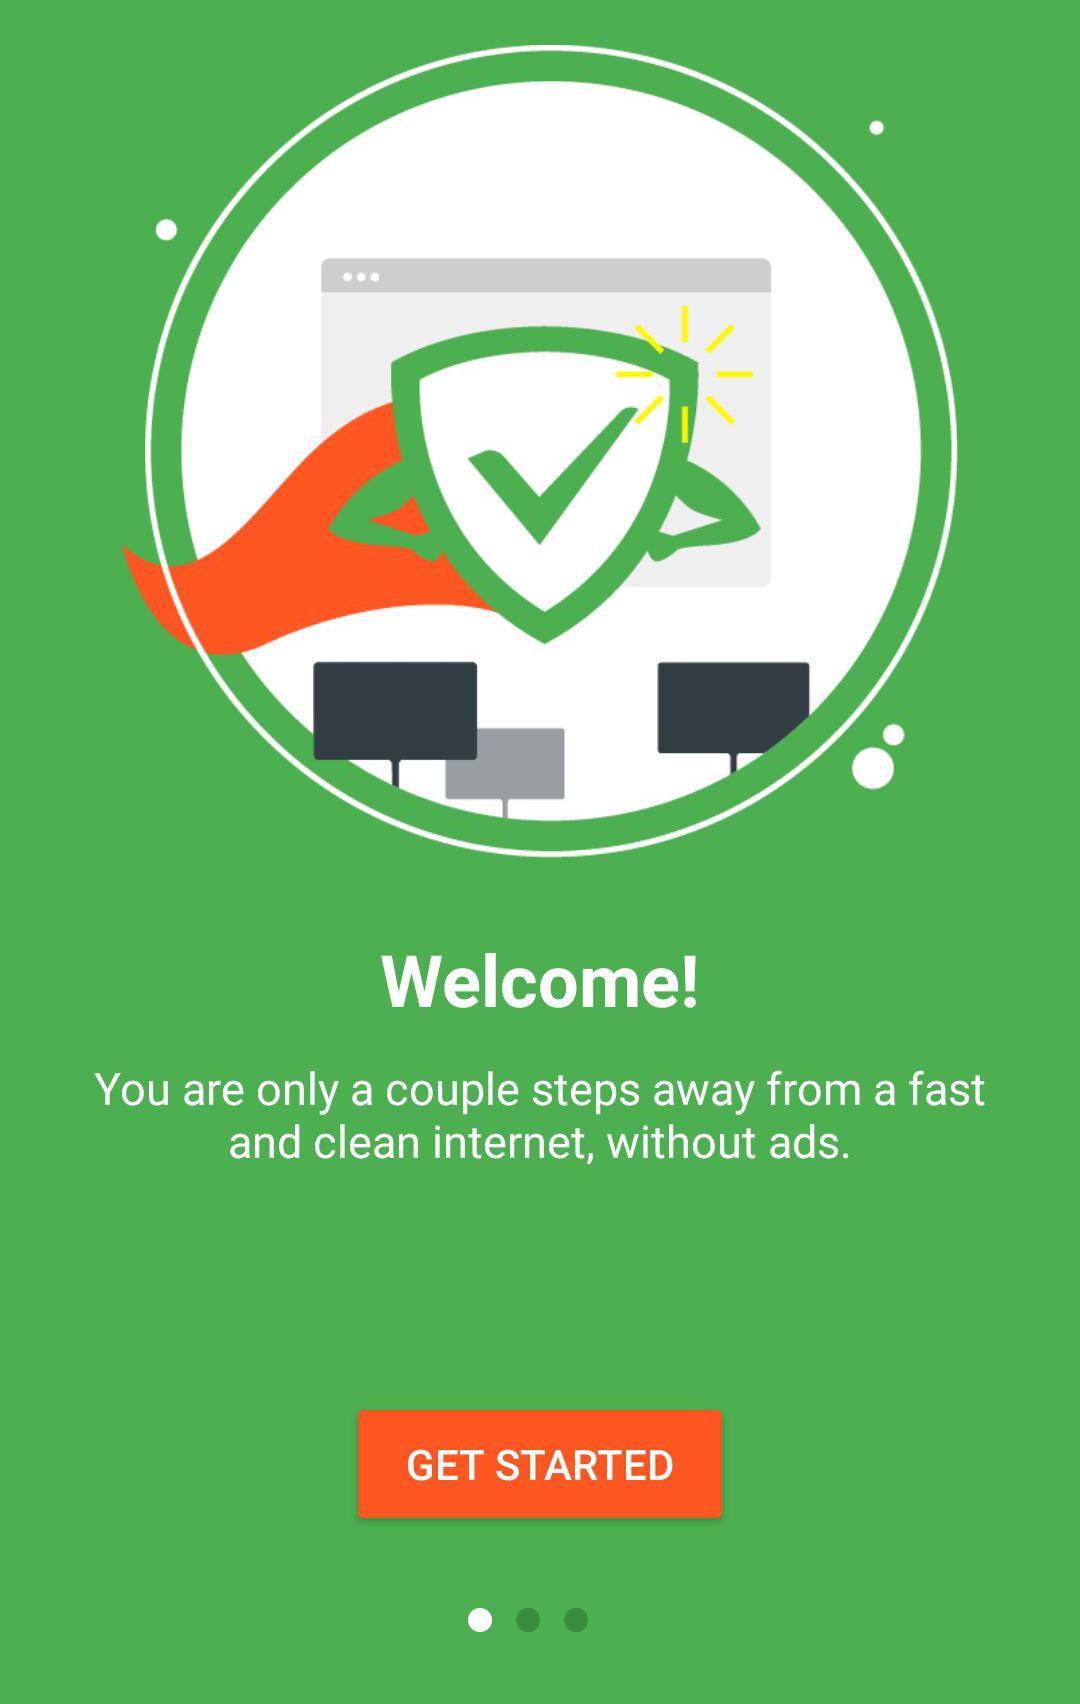 Welcome!
You are only a couple steps away from a fast
and clean internet, without ads.
GET STARTED